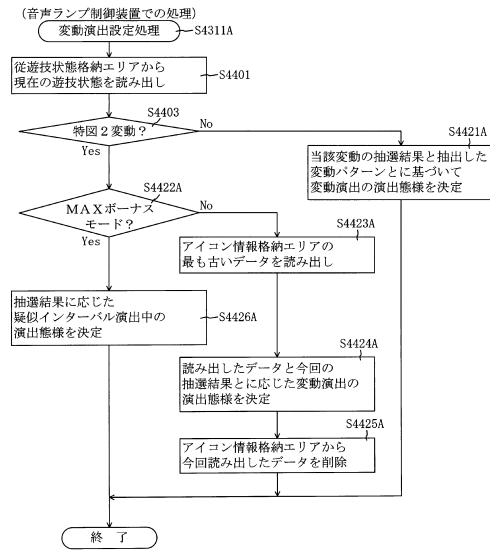 (音声ランプ制御装置での処理)
変動演出設定処理
S4311A
従遊技状態格納エリアから
現在の遊技状態を読み出し
S4401
S4403
特図2変動?
No
Yes
S4421A
当該変動の抽選結果と抽出した
変動パターンとに基づいて
変動演出の演出態様を決定
S4422A
MAXボーナス
モード?
No
Yes
S4423A
アイコン情報格納エリアの
最も古いデータを読み出し
抽選結果に応じた
疑似インターバル演出中の
演出態様を決定
S4426A
S4424A
読み出したデータと今回の
抽選結果とに応じた変動演出の
演出態様を決定
S4425A
アイコン情報格納エリアから
今回読み出したデータを削除
終 了